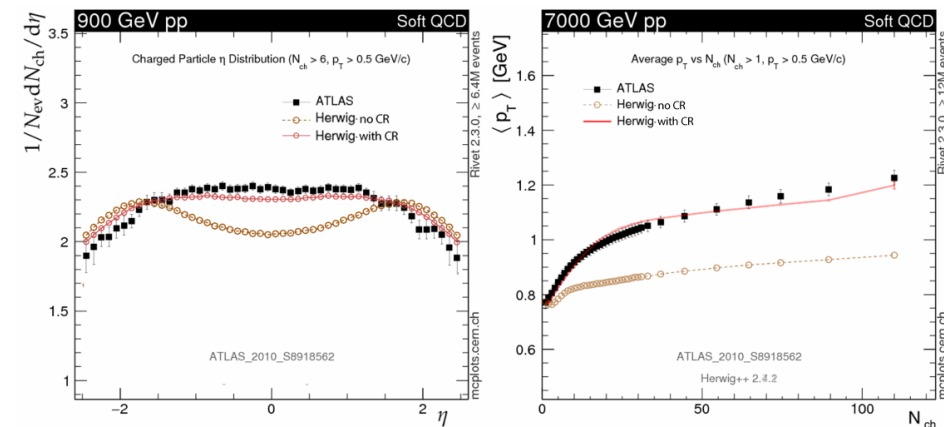 900 GeV pp
Soft QCD
1/N_ev dN_ch/dη
3.5
3
2.5
2
1.5
1
Charged Particle η Distribution (N_ch > 6, p_T > 0.5 GeV/c)
ATLAS
Herwig no CR
Herwig with CR
ATLAS_2010_S8918562
−2
0
2
η
Rivet 2.3.0, ≥ 6.4M events
mcplots.cern.ch
7000 GeV pp
Soft QCD
⟨p_T⟩ [GeV]
1.6
1.4
1.2
1
0.8
0.6
Average p_T vs N_ch (N_ch > 1, p_T > 0.5 GeV/c)
ATLAS
Herwig no CR
Herwig with CR
ATLAS_2010_S8918562
Herwig++ 2.4.2
0
50
100
N_ch
Rivet 2.3.0, ≥ 12M events
mcplots.cern.ch